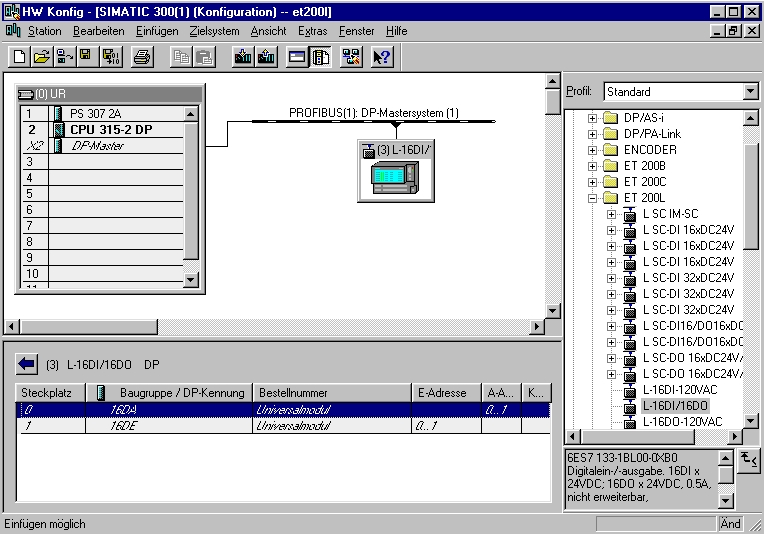 HW Konfig - [SIMATIC 300(1) (Konfiguration) -- et200l]
Station Bearbeiten Einfügen Zielsystem Ansicht Extras Fenster Hilfe
(0) UR
1 PS 307 2A
2 CPU 315-2 DP
X2 DP-Master
3
4
5
6
7
8
9
10
11
PROFIBUS(1): DP-Mastersystem (1)
(3) L-16DI/
Profil: Standard
DP/AS-i
DP/PA-Link
ENCODER
ET 200B
ET 200C
ET 200L
L SC IM-SC
L SC-DI 16xDC24V
L SC-DI 16xDC24V
L SC-DI 16xDC24V
L SC-DI 32xDC24V
L SC-DI 32xDC24V
L SC-DI 32xDC24V
L SC-DI16/DO16xDC
L SC-DI16/DO16xDC
L SC-DO 16xDC24V/
L SC-DO 16xDC24V/
L-16DI-120VAC
L-16DI/16DO
L-16DO-120VAC
(3) L-16DI/16DO DP
Steckplatz Baugruppe / DP-Kennung Bestellnummer E-Adresse A-A... K...
0 16DA Universalmodul 0...1
1 16DE Universalmodul 0...1
6ES7 133-1BL00-0XB0
Digitalein-/-ausgabe. 16DI x
24VDC; 16DO x 24VDC, 0.5A,
nicht erweiterbar,
Einfügen möglich
Änd